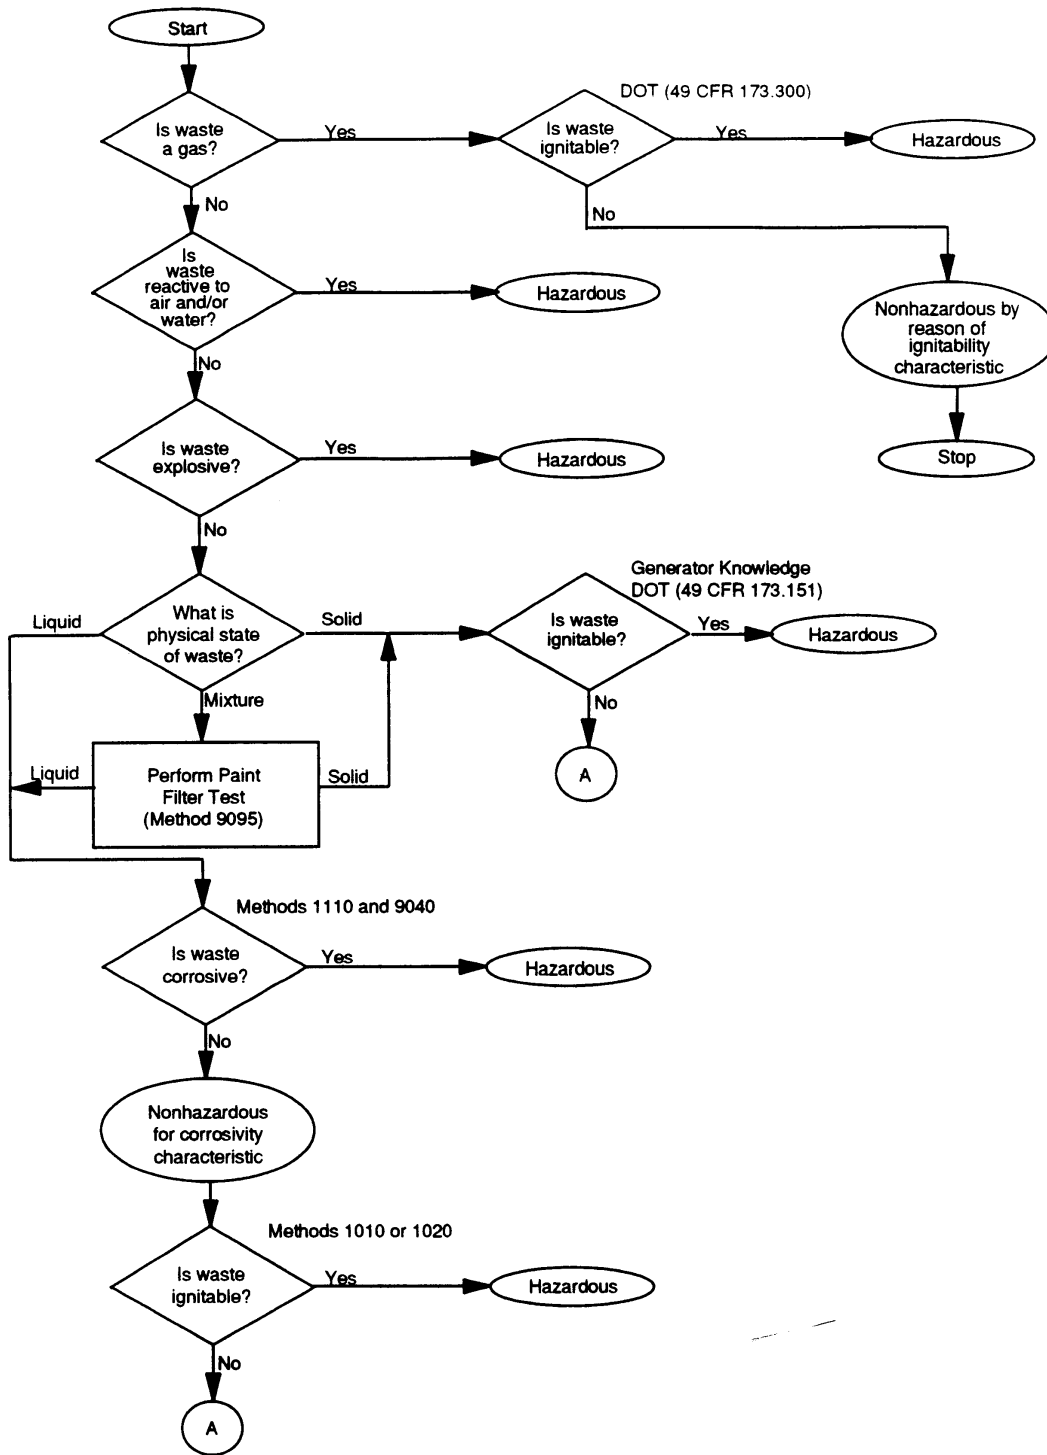 Start
DOT (49 CFR 173.300)
Is waste
a gas?
Yes
Is waste
ignitable?
Yes
Hazardous
No
No
Is
waste
reactive to
air and/or
water?
Yes
Hazardous
Nonhazardous by
reason of
ignitability
characteristic
No
Is waste
explosive?
Yes
Hazardous
Stop
No
Generator Knowledge
DOT (49 CFR 173.151)
Liquid
What is
physical state
of waste?
Solid
Is waste
ignitable?
Yes
Hazardous
Mixture
No
Liquid
Perform Paint
Filter Test
(Method 9095)
Solid
A
Methods 1110 and 9040
Is waste
corrosive?
Yes
Hazardous
No
Nonhazardous
for corrosivity
characteristic
Methods 1010 or 1020
Is waste
ignitable?
Yes
Hazardous
No
A